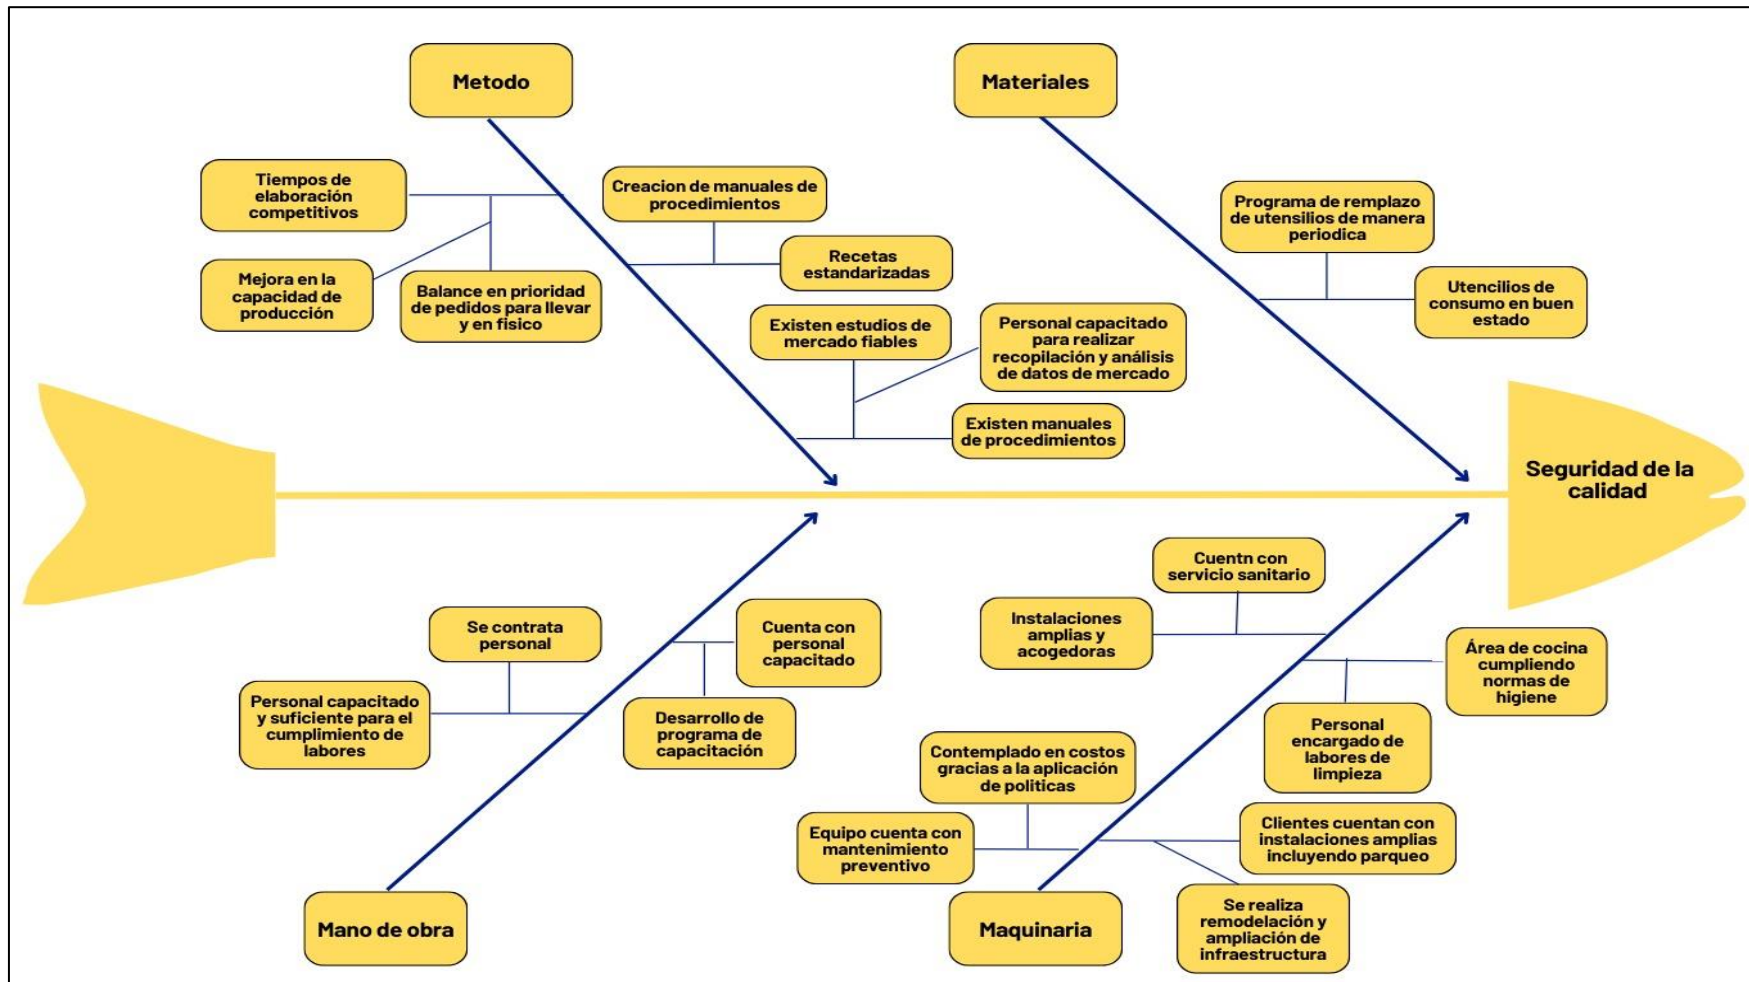 Metodo
Materiales
Tiempos de
elaboración
competitivos
Creacion de manuales de
procedimientos
Programa de remplazo
de utensilios de manera
periodica
Mejora en la
capacidad de
producción
Balance en prioridad
de pedidos para llevar
y en fisico
Recetas
estandarizadas
Utencilios de
consumo en buen
estado
Existen estudios de
mercado fiables
Personal capacitado
para realizar
recopilación y análisis
de datos de mercado
Existen manuales
de procedimientos
Seguridad de la
calidad
Cuentn con
servicio sanitario
Se contrata
personal
Cuenta con
personal
capacitado
Instalaciones
amplias y
acogedoras
Área de cocina
cumpliendo
normas de
higiene
Personal capacitado
y suficiente para el
cumplimiento de
labores
Desarrollo de
programa de
capacitación
Personal
encargado de
labores de
limpieza
Contemplado en costos
gracias a la aplicación
de politicas
Equipo cuenta con
mantenimiento
preventivo
Clientes cuentan con
instalaciones amplias
incluyendo parqueo
Mano de obra
Maquinaria
Se realiza
remodelación y
ampliación de
infraestructura